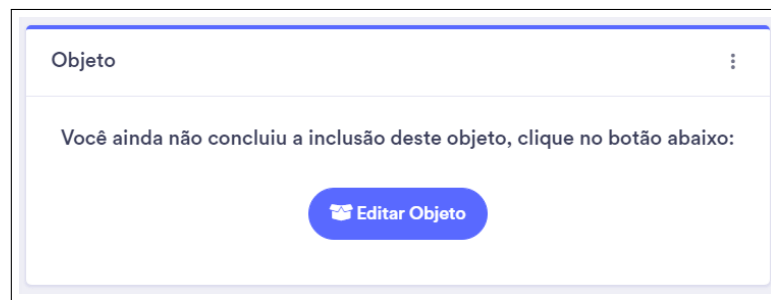 Objeto
Você ainda não concluiu a inclusão deste objeto, clique no botão abaixo:
Editar Objeto